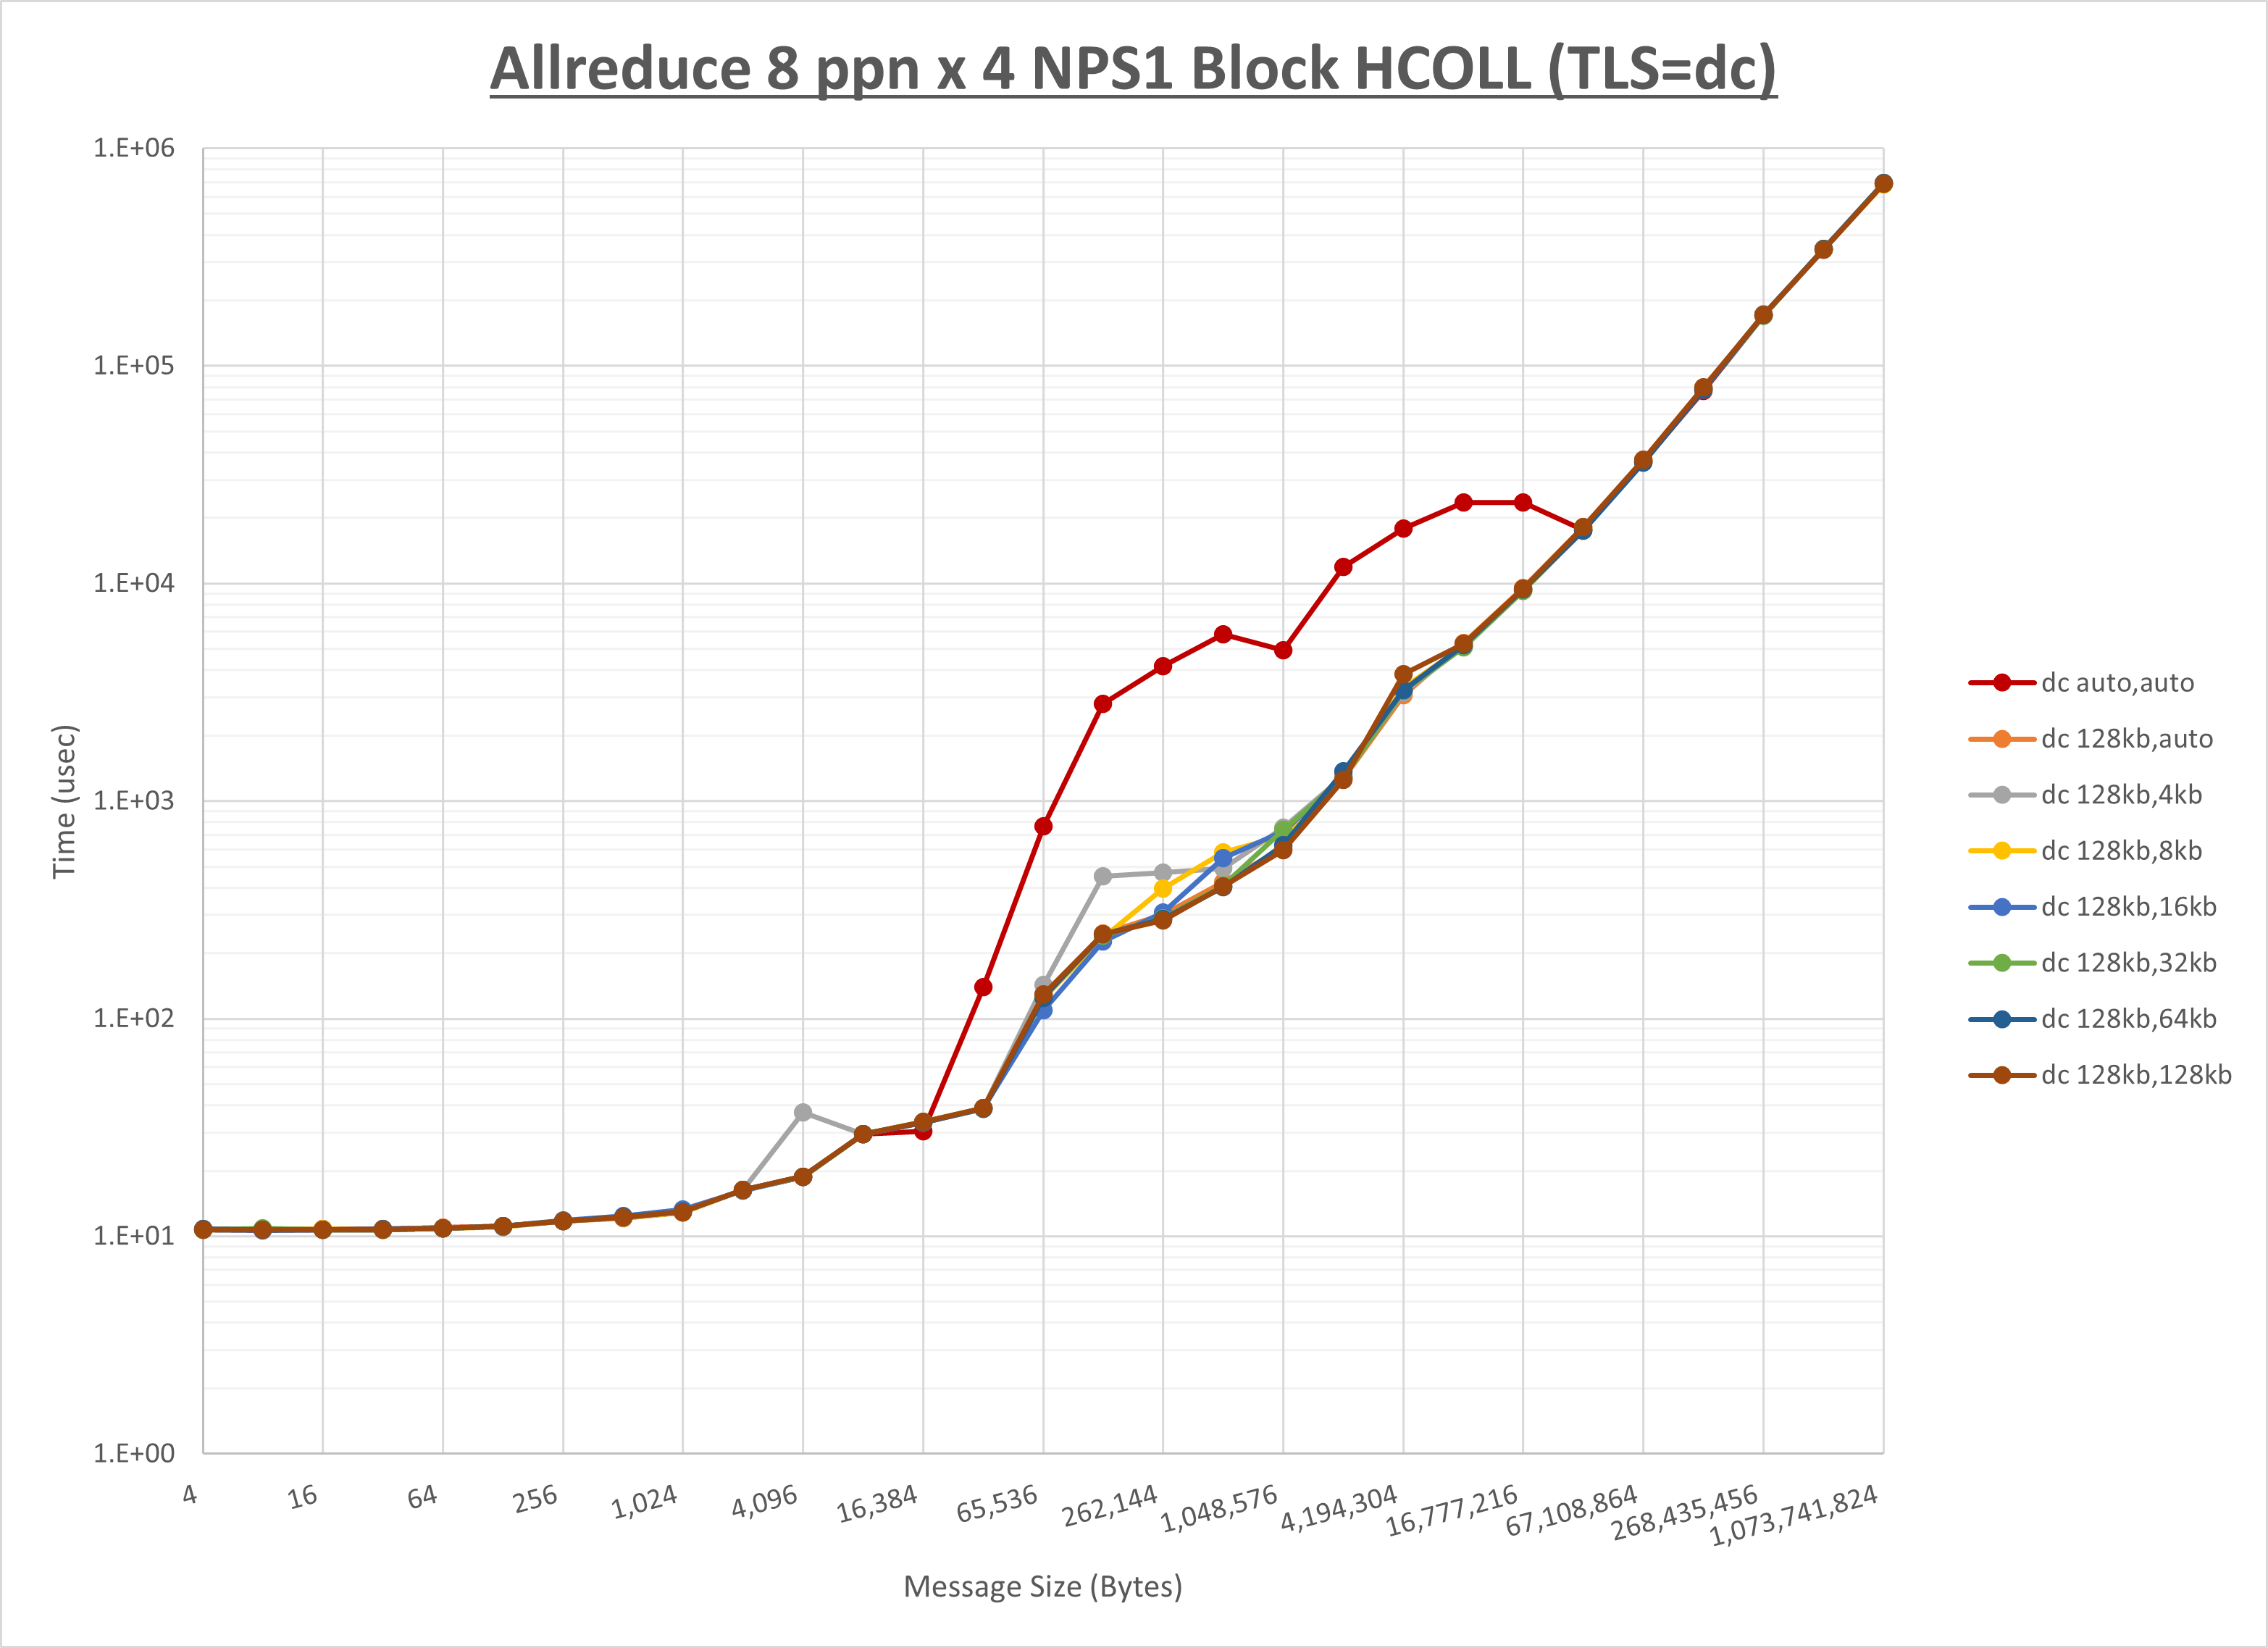 Allreduce 8 ppn x 4 NPS1 Block HCOLL (TLS=dc)
1.E+06
1.E+05
1.E+04
1.E+03
1.E+02
1.E+01
1.E+00
Time (usec)
4
16
64
256
1,024
4,096
16,384
65,536
262,144
1,048,576
4,194,304
16,777,216
67,108,864
268,435,456
1,073,741,824
Message Size (Bytes)
dc auto,auto
dc 128kb,auto
dc 128kb,4kb
dc 128kb,8kb
dc 128kb,16kb
dc 128kb,32kb
dc 128kb,64kb
dc 128kb,128kb